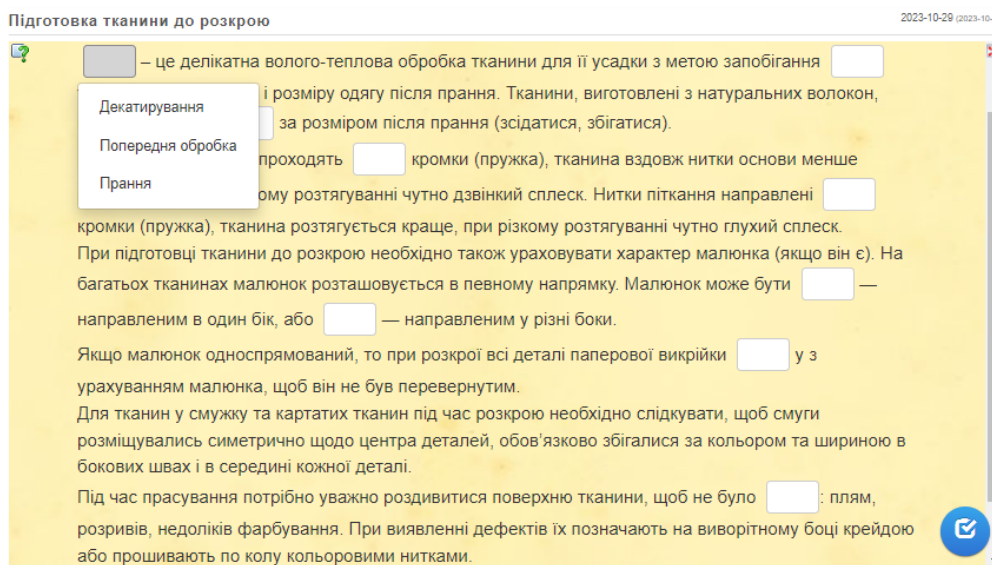 Підготовка тканини до розкрою
2023-10-29 (2023-10-
– це делікатна волого-теплова обробка тканини для її усадки з метою запобігання
і розміру одягу після прання. Тканини, виготовлені з натуральних волокон,
Декатирування
за розміром після прання (зсідатися, збігатися).
Попередня обробка
проходять кромки (пружка), тканина вздовж нитки основи менше
Прання
ому розтягуванні чутно дзвінкий сплеск. Нитки піткання направлені
кромки (пружка), тканина розтягується краще, при різкому розтягуванні чутно глухий сплеск.
При підготовці тканини до розкрою необхідно також ураховувати характер малюнка (якщо він є). На
багатьох тканинах малюнок розташовується в певному напрямку. Малюнок може бути —
направленим в один бік, або — направленим у різні боки.
Якщо малюнок односпрямований, то при розкрої всі деталі паперової викрійки у з
урахуванням малюнка, щоб він не був перевернутим.
Для тканин у смужку та картатих тканин під час розкрою необхідно слідкувати, щоб смуги
розміщувались симетрично щодо центра деталей, обов’язково збігалися за кольором та шириною в
бокових швах і в середині кожної деталі.
Під час прасування потрібно уважно роздивитися поверхню тканини, щоб не було : плям,
розривів, недоліків фарбування. При виявленні дефектів їх позначають на виворітному боці крейдою
або прошивають по колу кольоровими нитками.